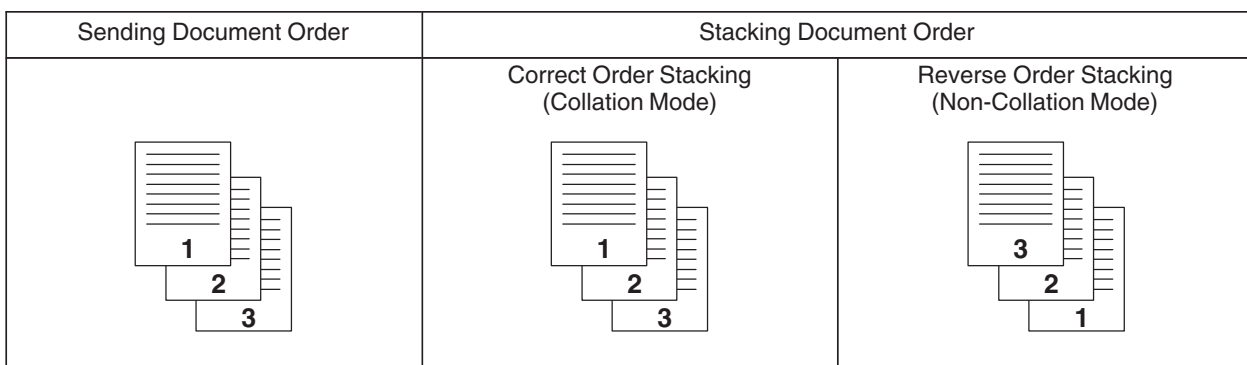 Sending Document Order
Stacking Document Order
Correct Order Stacking
(Collation Mode)
Reverse Order Stacking
(Non-Collation Mode)
1
2
3
1
2
3
3
2
1